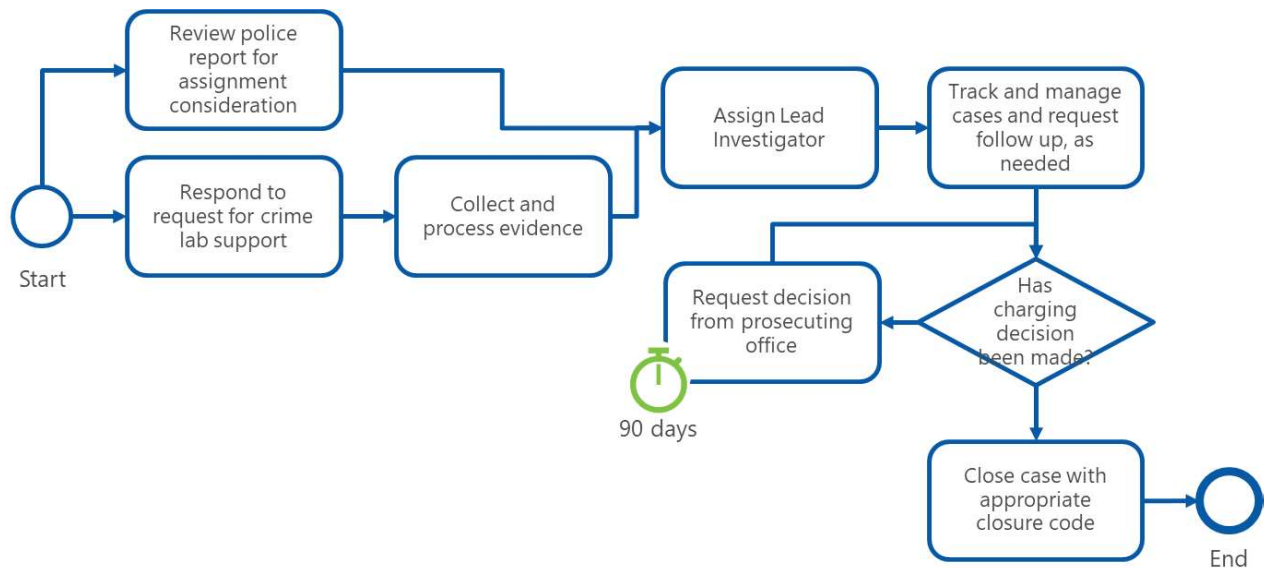 Review police
report for
assignment
consideration
Respond to
request for crime
lab support
Collect and
process evidence
Start
Assign Lead
Investigator
Track and manage
cases and request
follow up, as
needed
Has
charging
decision
been made?
Request decision
from prosecuting
office
90 days
Close case with
appropriate
closure code
End